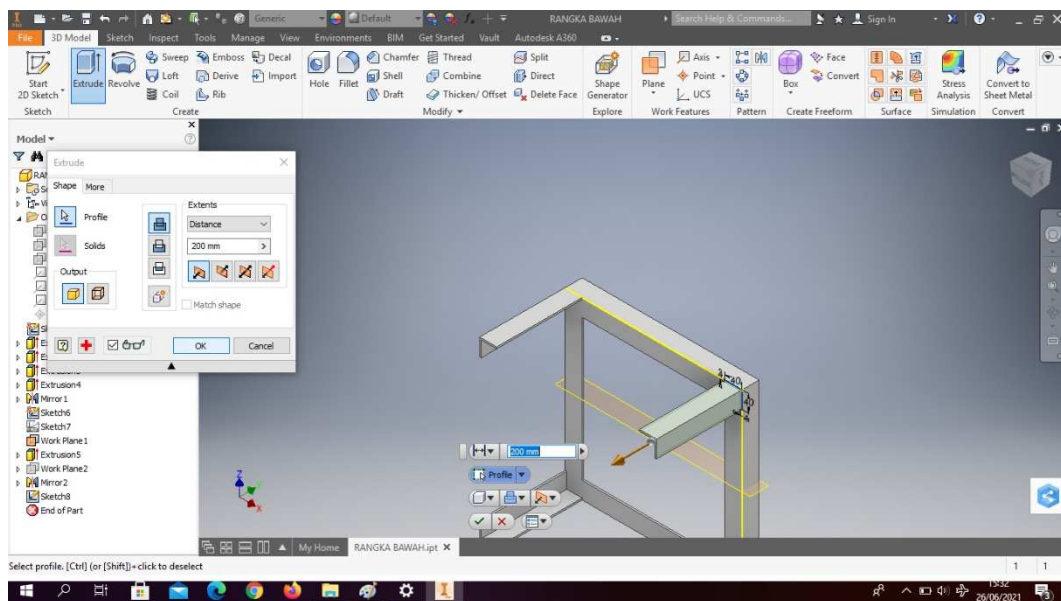 Generic
Default
RANGKA BAWAH
Search Help & Commands...
Sign In
File
3D Model
Sketch
Inspect
Tools
Manage
View
Environments
BIM
Get Started
Vault
Autodesk A360
Start
2D Sketch
Extrude
Revolve
Sweep
Emboss
Decal
Loft
Derive
Import
Coil
Rib
Hole
Fillet
Chamfer
Thread
Split
Shell
Combine
Direct
Draft
Thicken/ Offset
Delete Face
Shape
Generator
Plane
Axis
Point
UCS
Box
Face
Convert
Stress
Analysis
Convert to
Sheet Metal
Sketch
Create
Modify
Explore
Work Features
Pattern
Create Freeform
Surface
Simulation
Convert
Model
Extrude
Shape
More
Profile
Solids
Output
Extents
Distance
200 mm
Match shape
OK
Cancel
Extrusion4
Mirror1
Sketch6
Sketch7
Work Plane1
Extrusion5
Work Plane2
Mirror2
Sketch8
End of Part
200 mm
Profile
Z
X
My Home
RANGKA BAWAH.ipt
Select profile. [Ctrl] (or [Shift])+click to deselect
1 1
15:32
26/06/2021